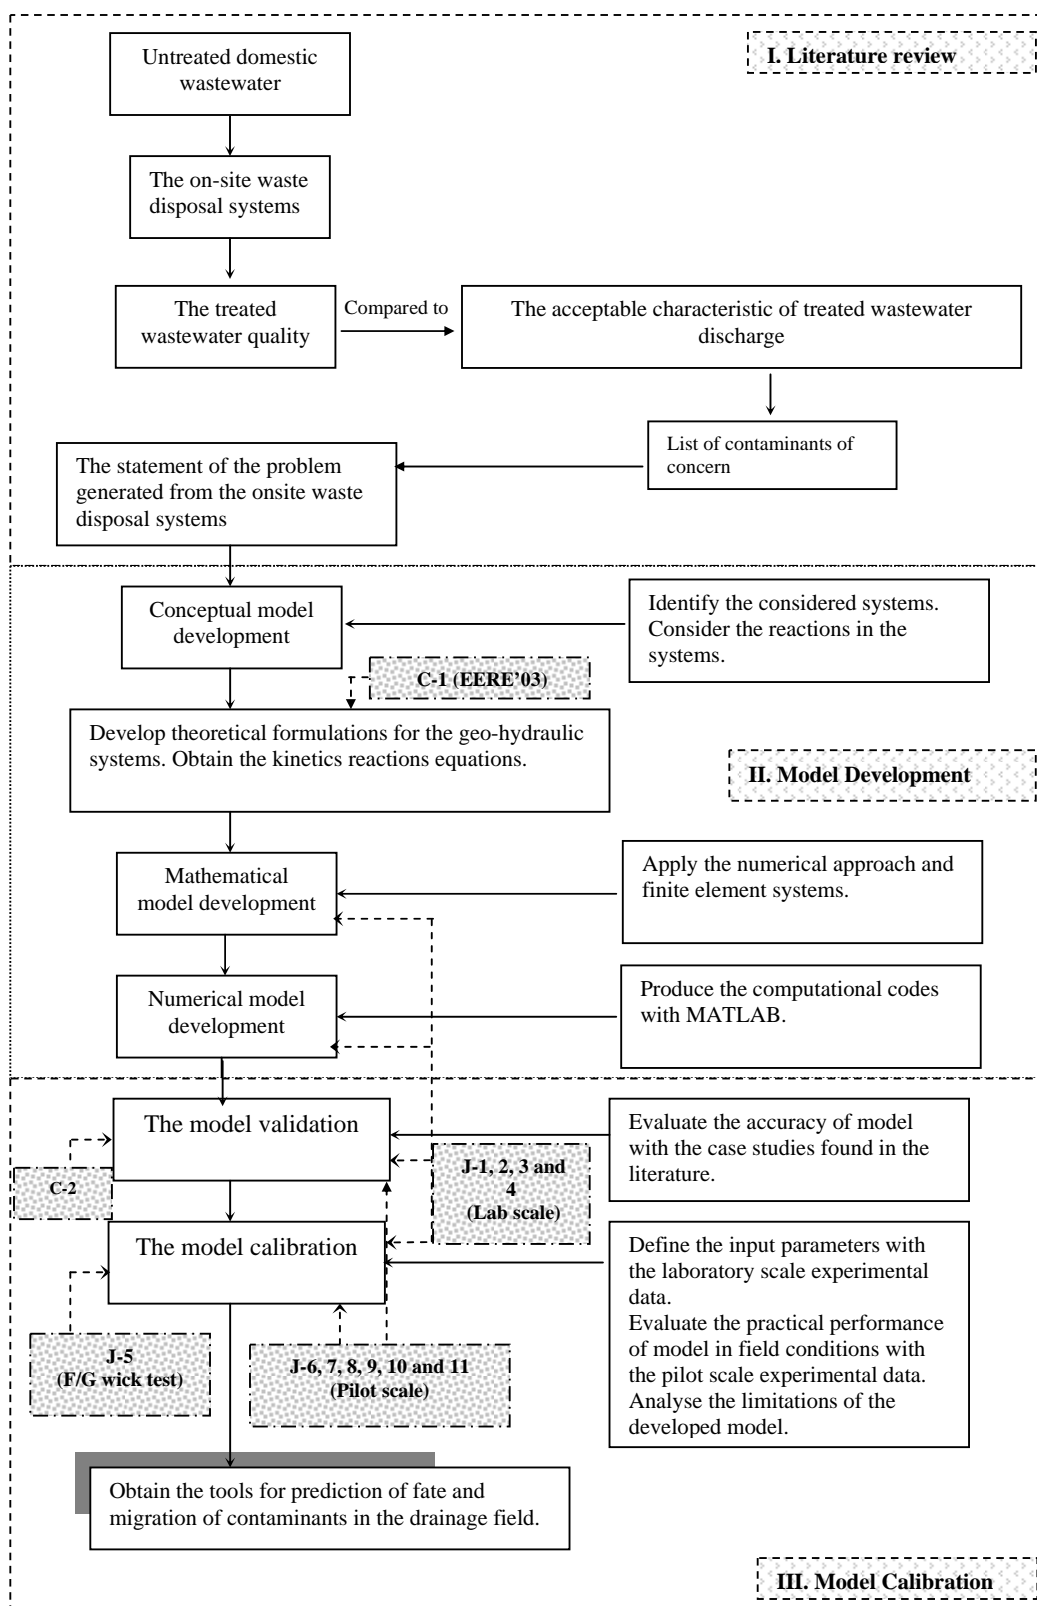 I. Literature review
Untreated domestic
wastewater
The on-site waste
disposal systems
The treated
wastewater quality
Compared to
The acceptable characteristic of treated wastewater
discharge
List of contaminants of
concern
The statement of the problem
generated from the onsite waste
disposal systems
Conceptual model
development
Identify the considered systems.
Consider the reactions in the
systems.
C-1 (EERE’03)
Develop theoretical formulations for the geo-hydraulic
systems. Obtain the kinetics reactions equations.
II. Model Development
Mathematical
model development
Apply the numerical approach and
finite element systems.
Numerical model
development
Produce the computational codes
with MATLAB.
The model validation
Evaluate the accuracy of model
with the case studies found in the
literature.
C-2
J-1, 2, 3 and
4
(Lab scale)
The model calibration
Define the input parameters with
the laboratory scale experimental
data.
Evaluate the practical performance
of model in field conditions with
the pilot scale experimental data.
Analyse the limitations of the
developed model.
J-5
(F/G wick test)
J-6, 7, 8, 9, 10 and 11
(Pilot scale)
Obtain the tools for prediction of fate and
migration of contaminants in the drainage field.
III. Model Calibration